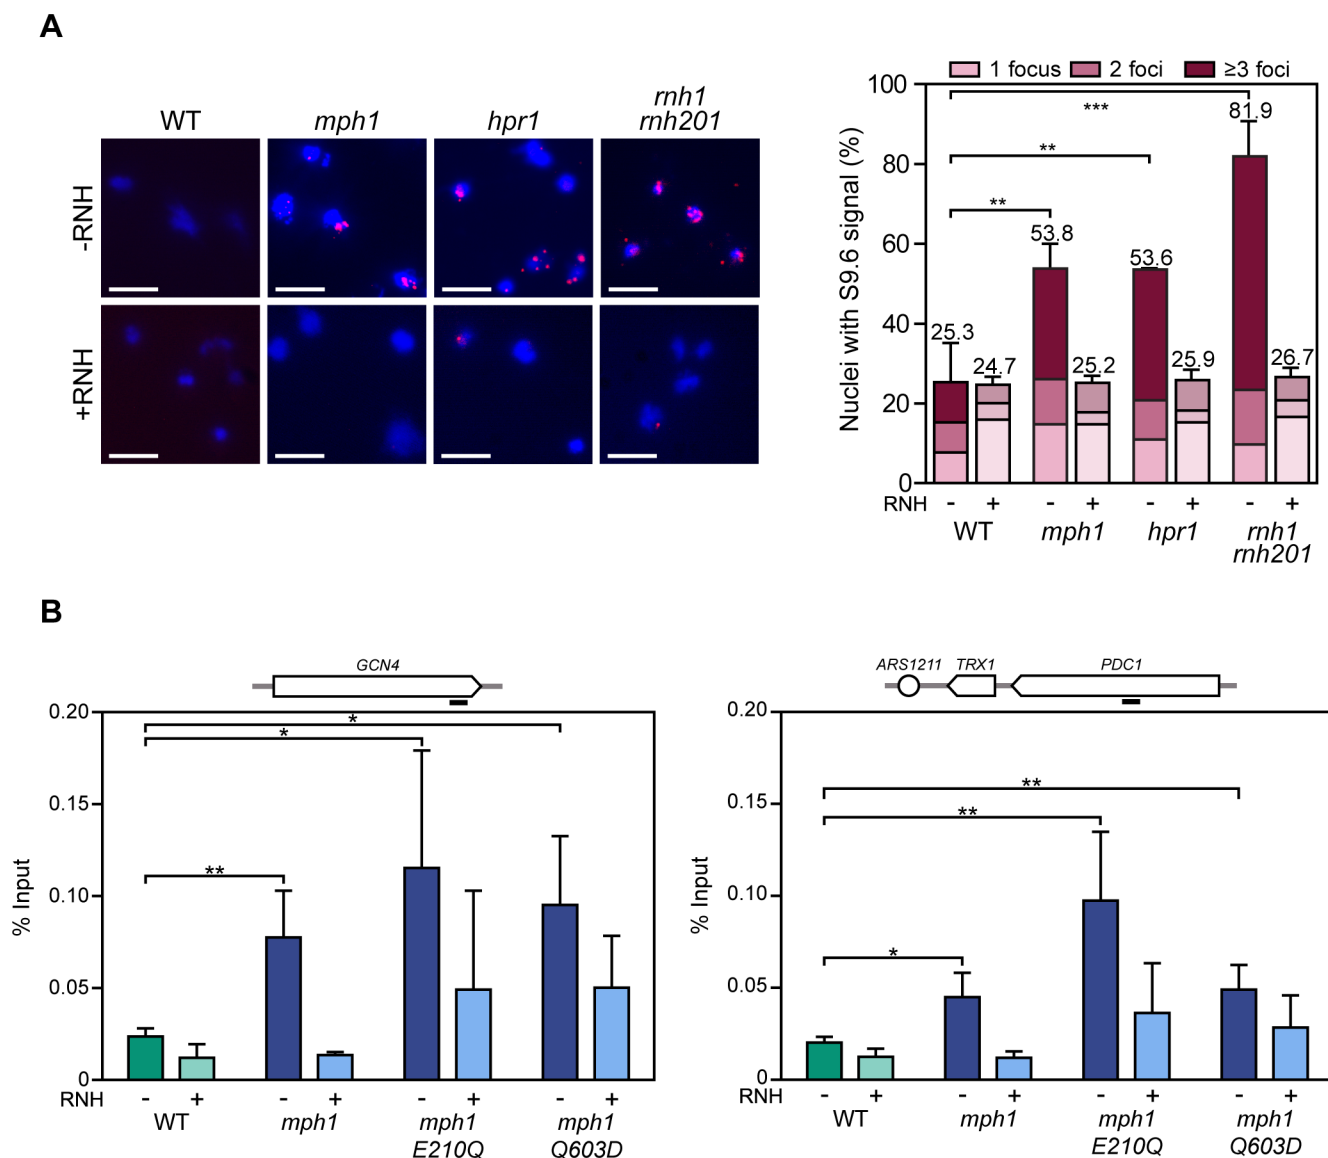 A
WT
mph1
hpr1
rnh1
rnh201
-RNH
+RNH
1 focus
2 foci
≥3 foci
Nuclei with S9.6 signal (%)
100
80
60
40
20
0
***
**
**
25.3
24.7
53.8
25.2
53.6
25.9
81.9
26.7
RNH - + - + - + - +
WT
mph1
hpr1
rnh1
rnh201
B
GCN4
% Input
0.20
0.15
0.10
0.05
0
*
*
**
RNH - + - + - + - +
WT
mph1
mph1
E210Q
mph1
Q603D
ARS1211
TRX1
PDC1
% Input
0.20
0.15
0.10
0.05
0
**
**
*
RNH - + - + - + - +
WT
mph1
mph1
E210Q
mph1
Q603D